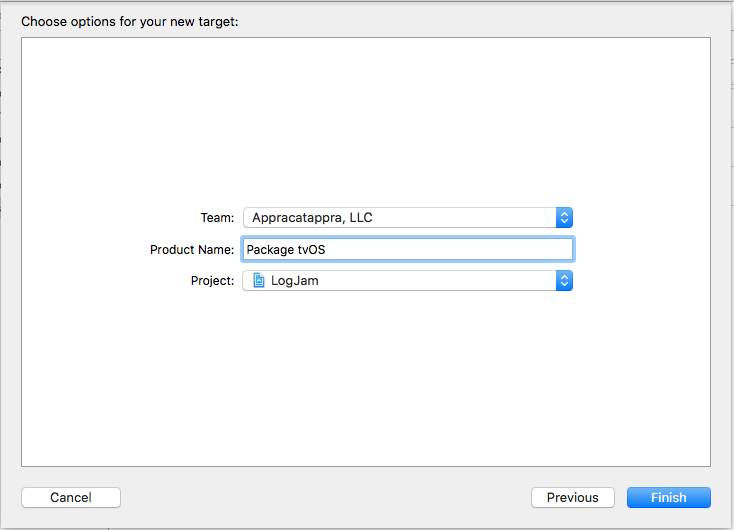 Choose options for your new target:
Team: Appracatappra, LLC
Product Name: Package tvOS
Project: LogJam
Cancel Previous Finish